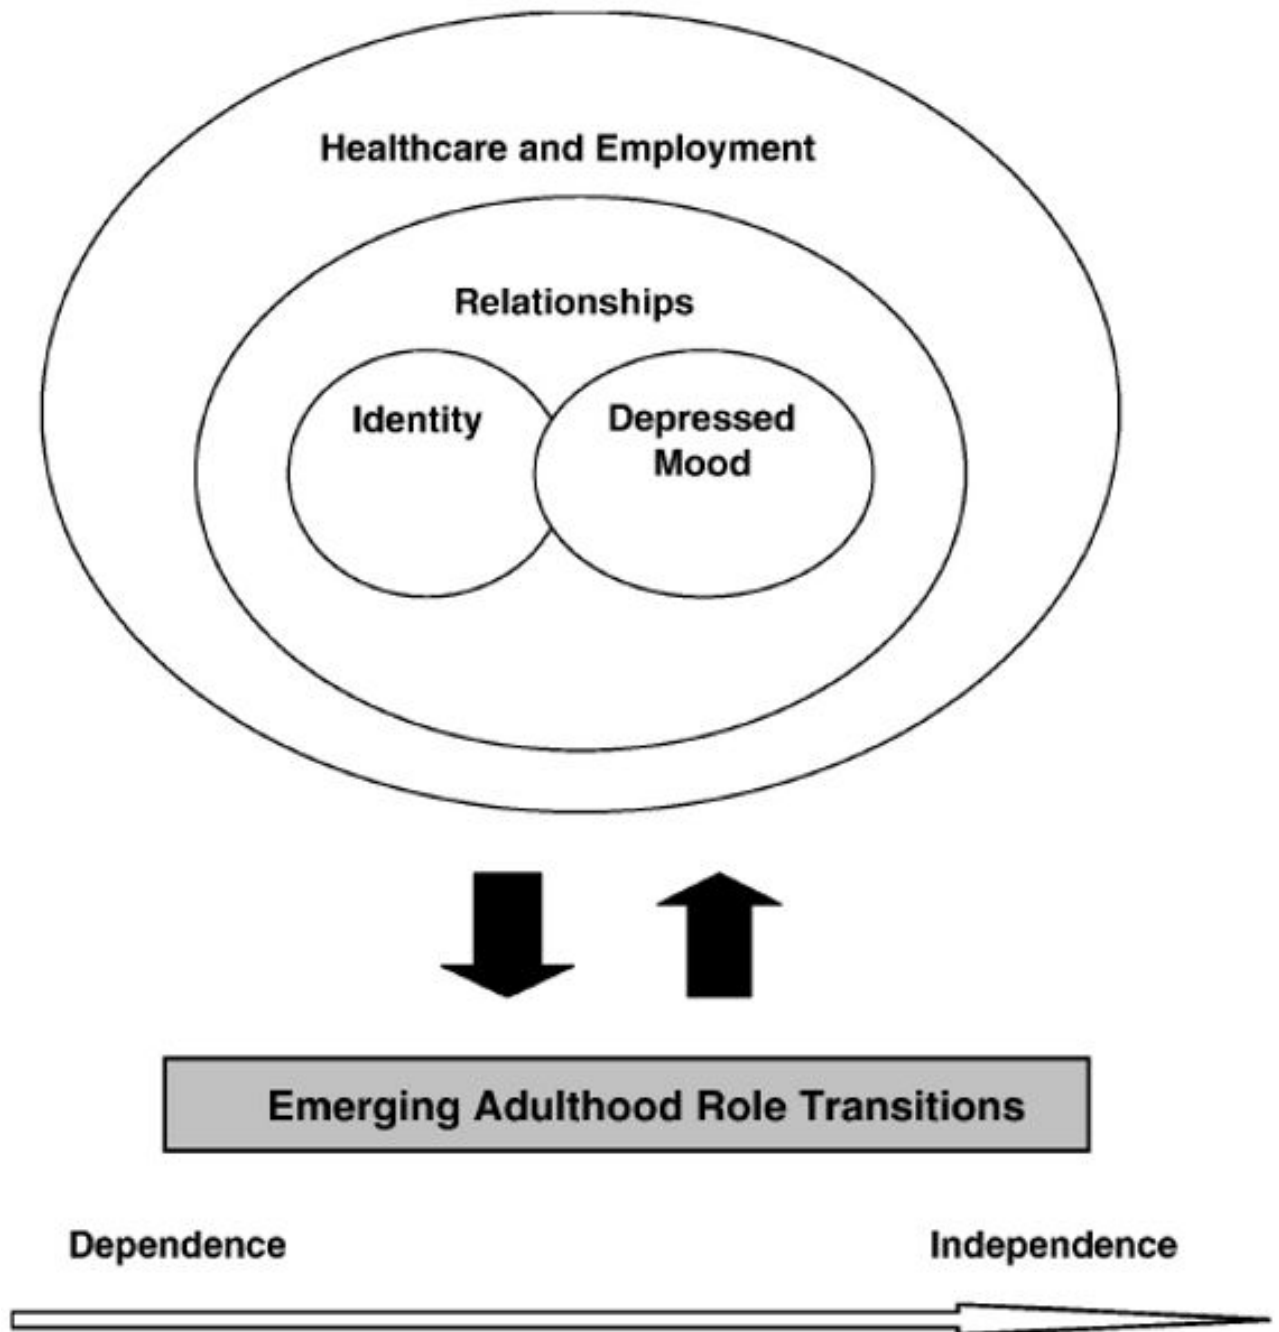 Healthcare and Employment
Relationships
Identity
Depressed
Mood
Emerging Adulthood Role Transitions
Dependence
Independence